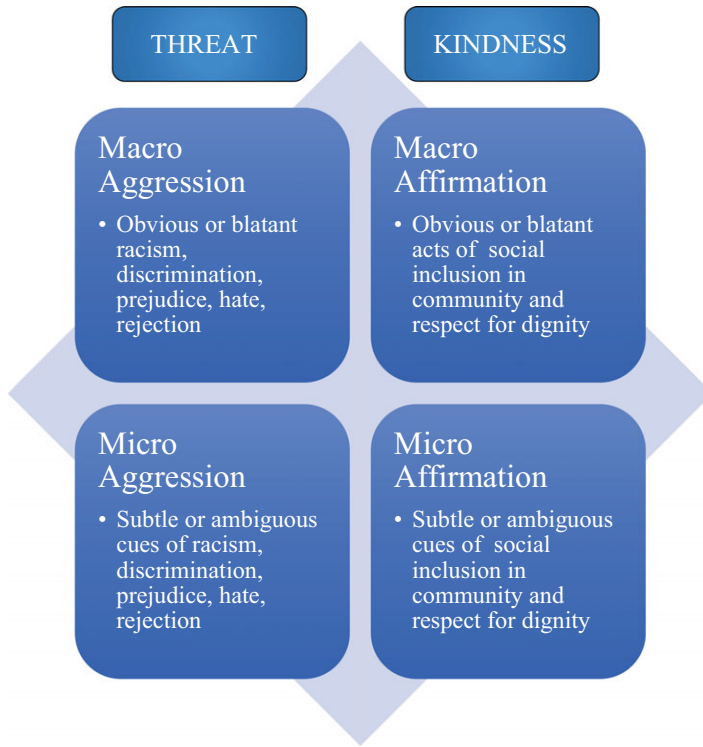 THREAT
KINDNESS
Macro
Aggression
• Obvious or blatant
racism,
discrimination,
prejudice, hate,
rejection
Macro
Affirmation
• Obvious or blatant
acts of social
inclusion in
community and
respect for dignity
Micro
Aggression
• Subtle or ambiguous
cues of racism,
discrimination,
prejudice, hate,
rejection
Micro
Affirmation
• Subtle or ambiguous
cues of social
inclusion in
community and
respect for dignity